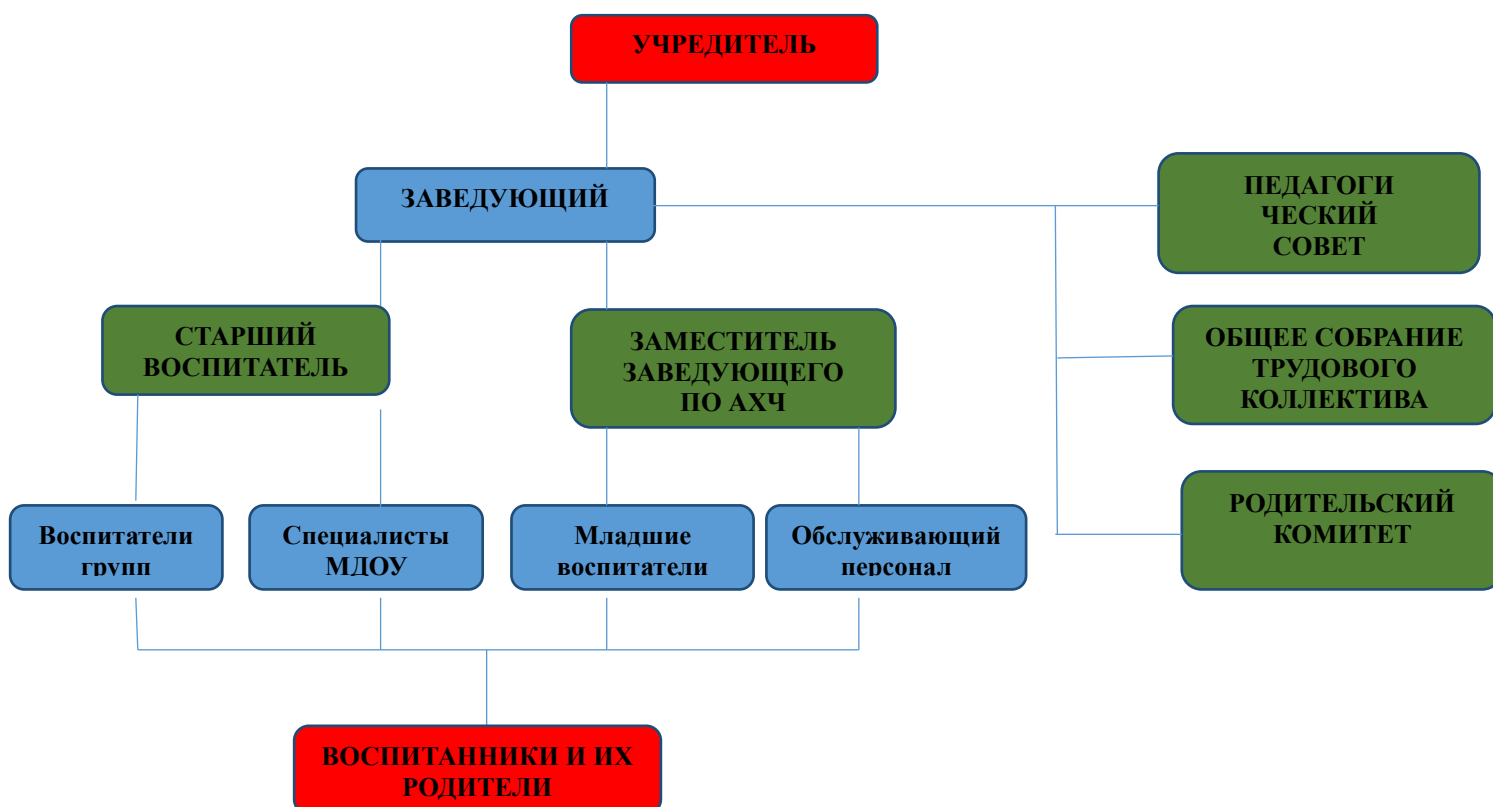 УЧРЕДИТЕЛЬ
ЗАВЕДУЮЩИЙ
ПЕДАГОГИ
ЧЕСКИЙ
СОВЕТ
СТАРШИЙ
ВОСПИТАТЕЛЬ
ЗАМЕСТИТЕЛЬ
ЗАВЕДУЮЩЕГО
ПО АХЧ
ОБЩЕЕ СОБРАНИЕ
ТРУДОВОГО
КОЛЛЕКТИВА
Воспитатели
групп
Специалисты
МДОУ
Младшие
воспитатели
Обслуживающий
персонал
РОДИТЕЛЬСКИЙ
КОМИТЕТ
ВОСПИТАННИКИ И ИХ
РОДИТЕЛИ